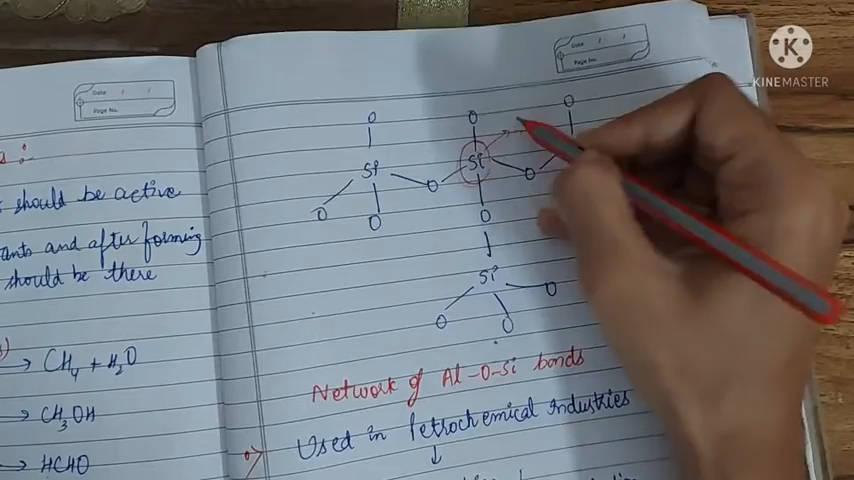 Date / /
Page No.
s :
should be active
ants and after forming
should be there
→ CH4 + H2O
→ CH3OH
→ HCHO
Date / /
Page No.
O O O
Si Si
O O
O O
O
Si
O
O O
Network of Al-O-Si bonds
Used in Petrochemical industries
KINEMASTER